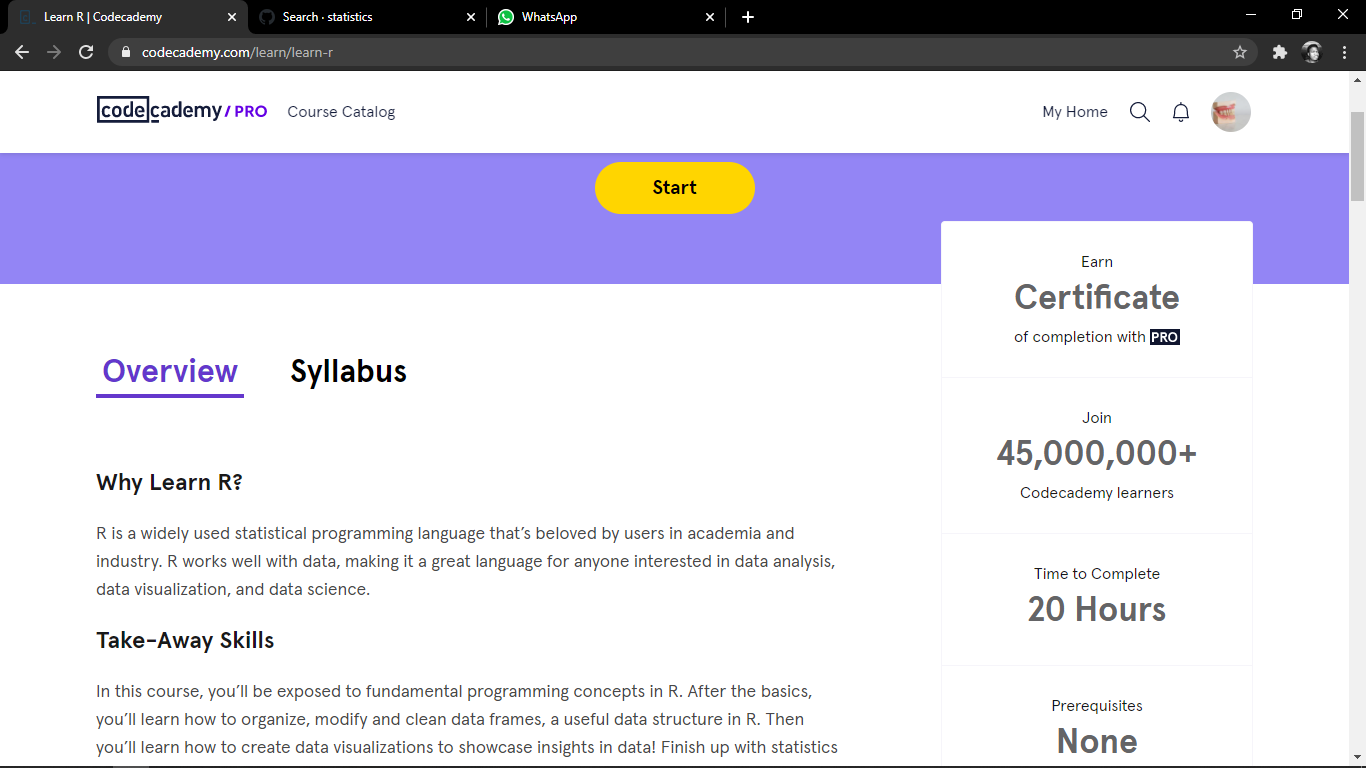 Learn R | Codecademy
Search · statistics
WhatsApp
codecademy.com/learn/learn-r
codecademy / PRO
Course Catalog
My Home
Start
Overview
Syllabus
Why Learn R?
R is a widely used statistical programming language that’s beloved by users in academia and
industry. R works well with data, making it a great language for anyone interested in data analysis,
data visualization, and data science.
Take-Away Skills
In this course, you’ll be exposed to fundamental programming concepts in R. After the basics,
you’ll learn how to organize, modify and clean data frames, a useful data structure in R. Then
you’ll learn how to create data visualizations to showcase insights in data! Finish up with statistics
Earn
Certificate
of completion with PRO
Join
45,000,000+
Codecademy learners
Time to Complete
20 Hours
Prerequisites
None